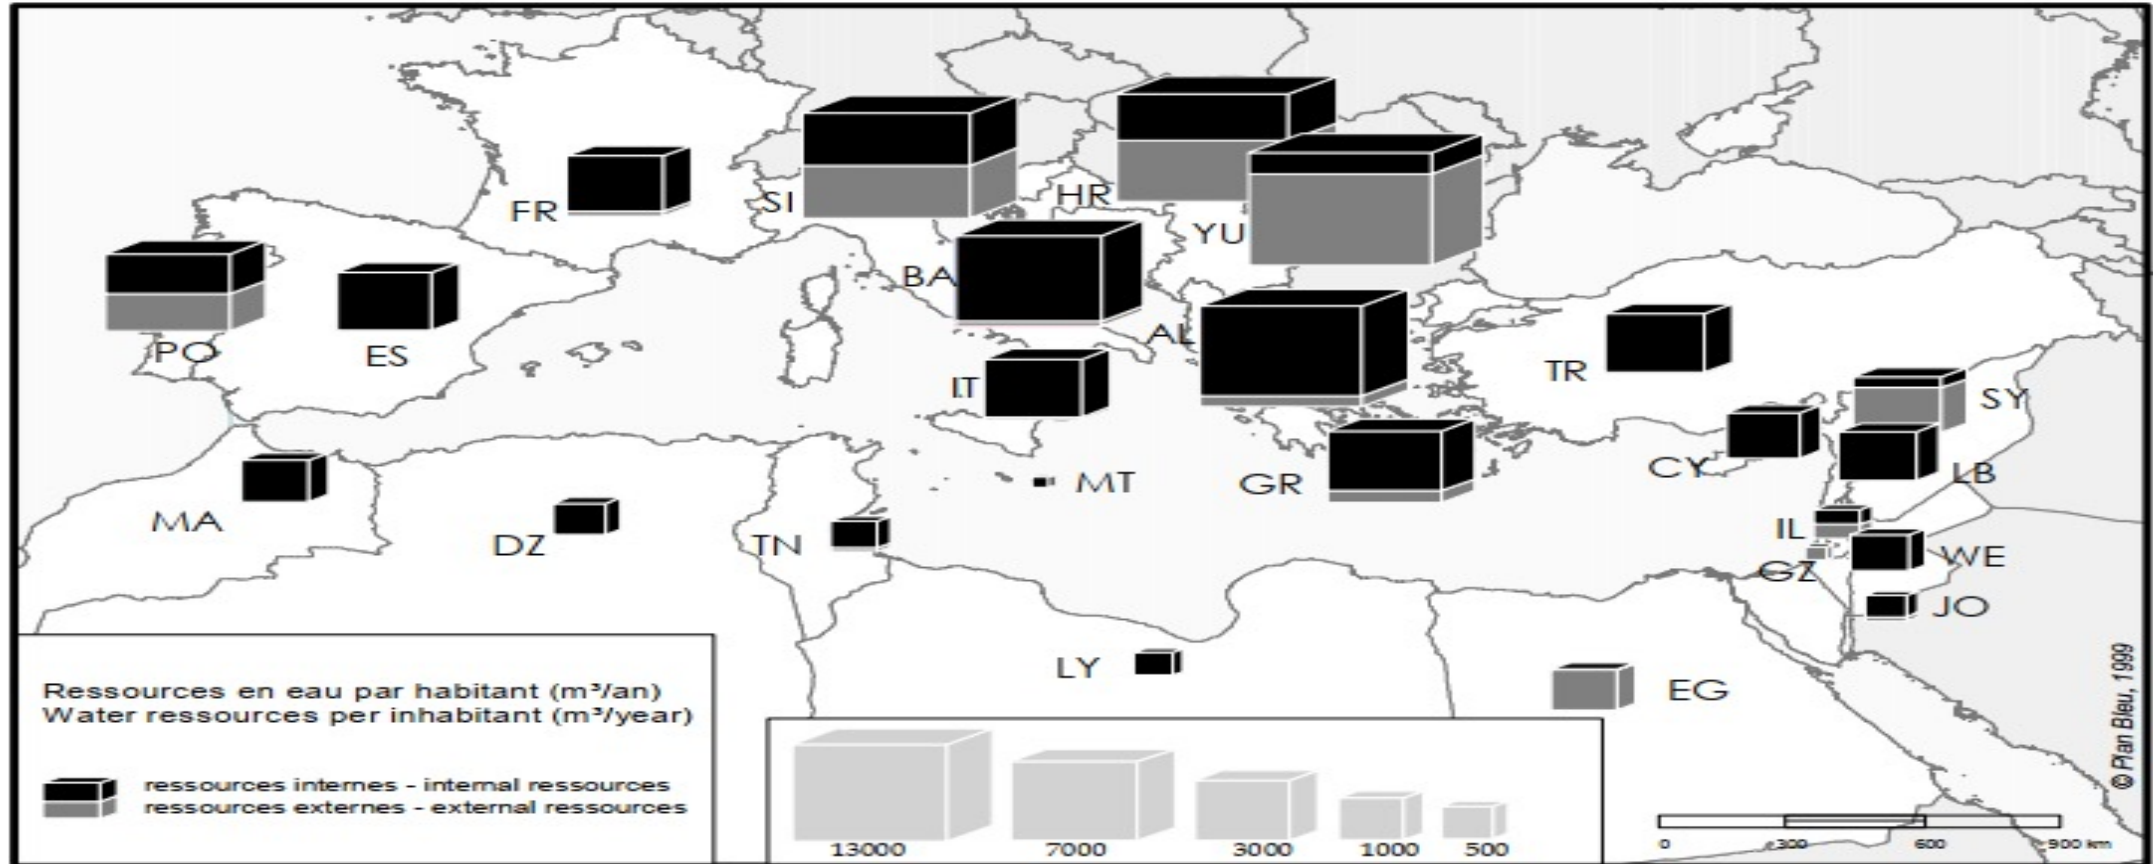 FR
SI
HR
YU
BA
PO
ES
AL
IT
TR
SY
MA
MT
GR
CY
LB
DZ
TN
IL
GZ
WE
JO
LY
EG
Ressources en eau par habitant (m³/an)
Water ressources per inhabitant (m³/year)
ressources internes - internal ressources
ressources externes - external ressources
13000 7000 3000 1000 500
0 300 600 900 km
© Plan Bleu, 1999